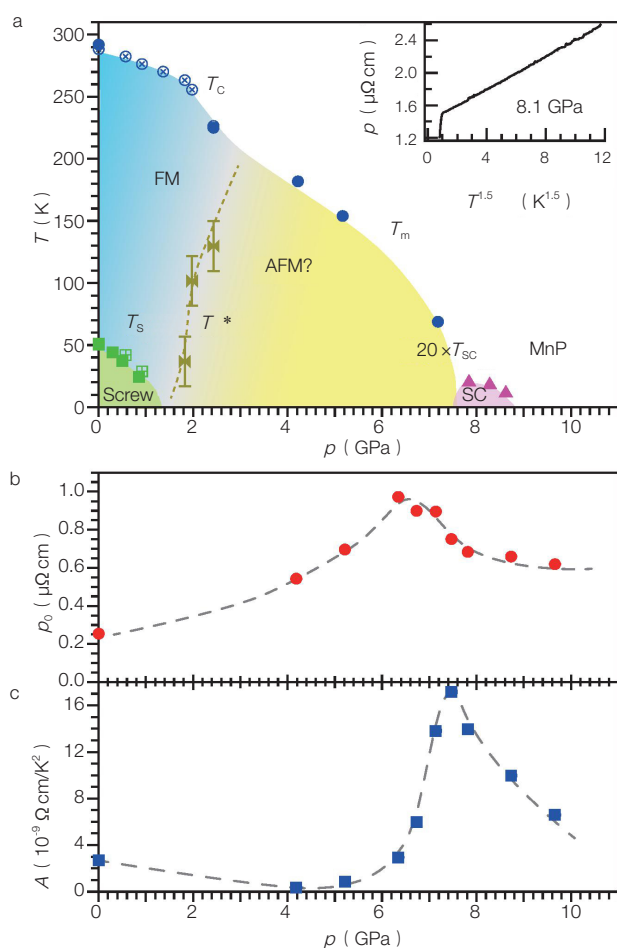 a
300
250
200
150
100
50
0
T (K)
T_C
FM
AFM?
T_m
T_S
T *
20 × T_SC
MnP
Screw
SC
0 2 4 6 8 10
p (GPa)
2.4
2.0
1.6
1.2
p (μΩ cm)
8.1 GPa
0 4 8 12
T^1.5 (K^1.5)
b
1.0
0.8
0.6
0.4
0.2
0.0
p_0 (μΩ cm)
c
16
12
8
4
0
A (10^-9 Ω cm/K^2)
0 2 4 6 8 10
p (GPa)